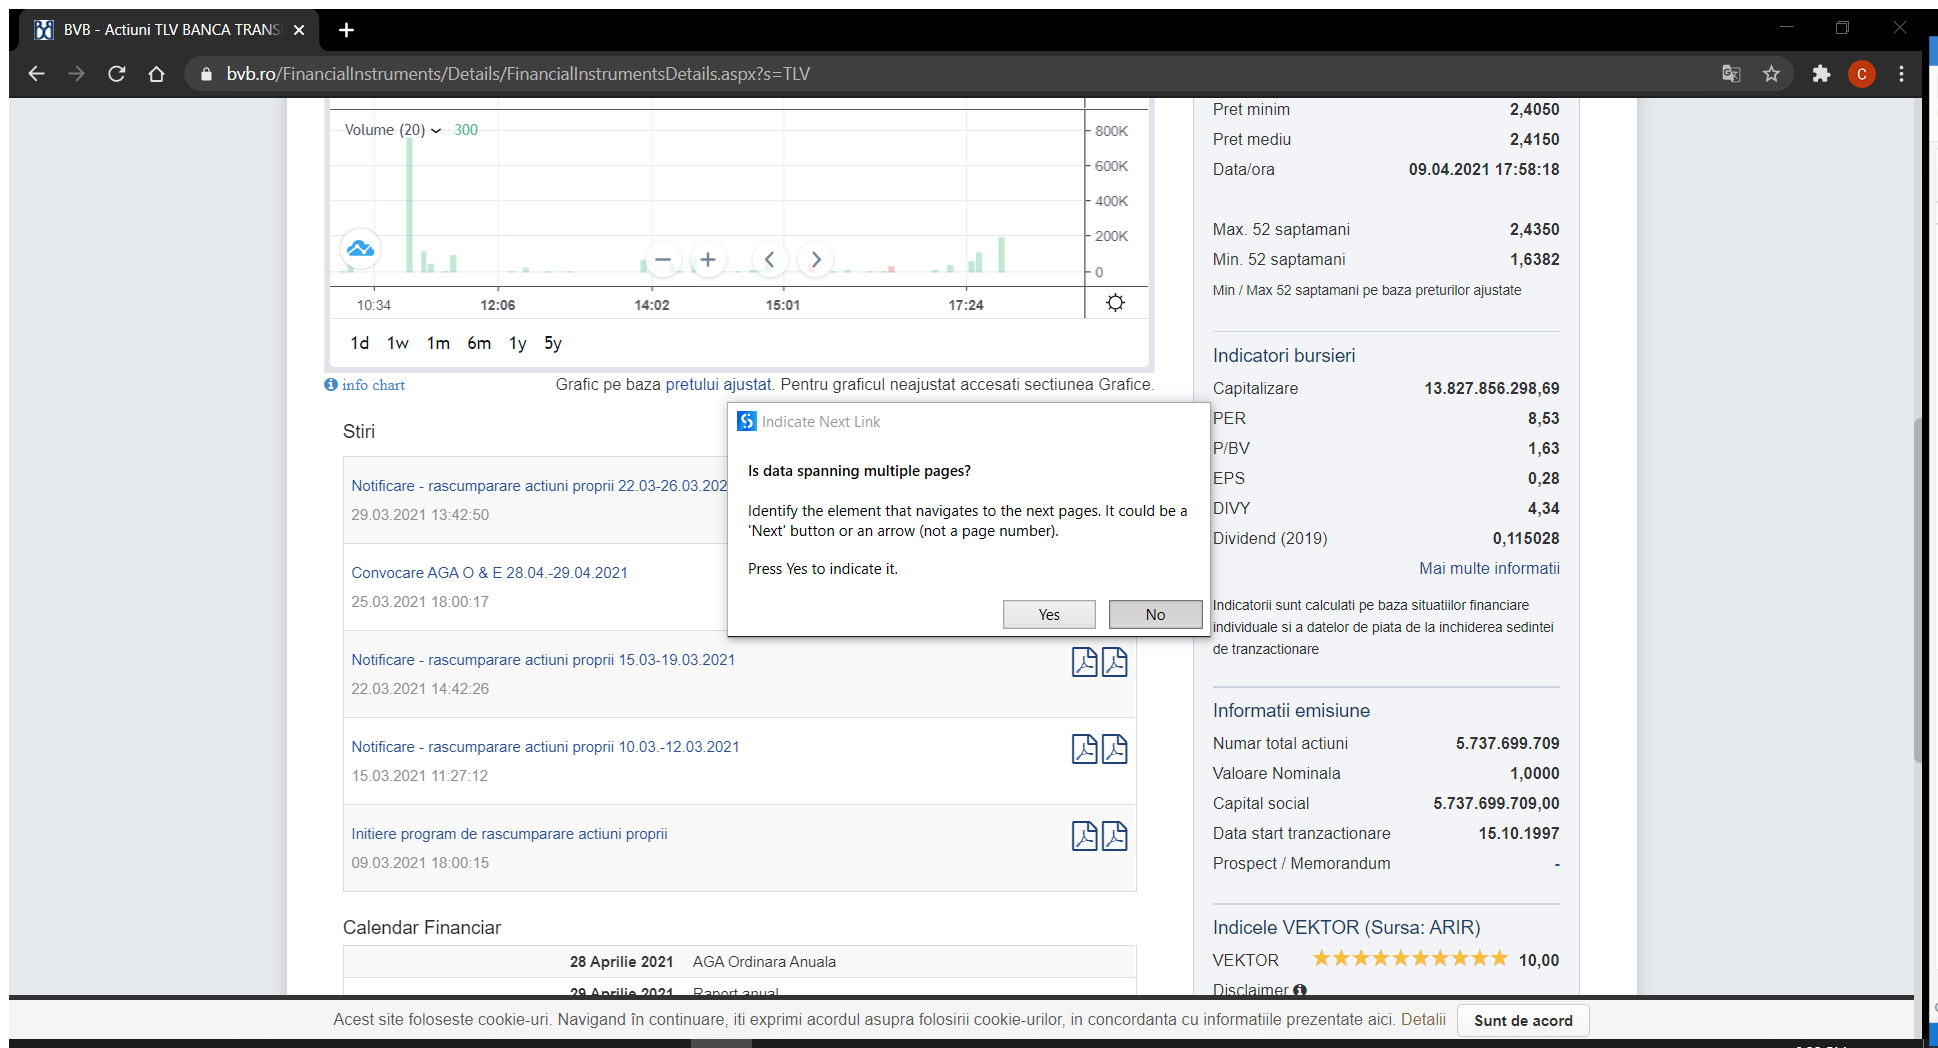 BVB - Actiuni TLV BANCA TRANS
bvb.ro/FinancialInstruments/Details/FinancialInstrumentsDetails.aspx?s=TLV
C
Volume (20) 300
800K
600K
400K
200K
0
10:34 12:06 14:02 15:01 17:24
1d 1w 1m 6m 1y 5y
info chart
Grafic pe baza pretului ajustat. Pentru graficul neajustat accesati sectiunea Grafice.
Stiri
Notificare - rascumparare actiuni proprii 22.03-26.03.202
29.03.2021 13:42:50
Convocare AGA O & E 28.04.-29.04.2021
25.03.2021 18:00:17
Notificare - rascumparare actiuni proprii 15.03-19.03.2021
22.03.2021 14:42:26
Notificare - rascumparare actiuni proprii 10.03.-12.03.2021
15.03.2021 11:27:12
Initiere program de rascumparare actiuni proprii
09.03.2021 18:00:15
Calendar Financiar
28 Aprilie 2021 AGA Ordinara Anuala
29 Aprilie 2021 Raport anual
Indicate Next Link
Is data spanning multiple pages?
Identify the element that navigates to the next pages. It could be a
'Next' button or an arrow (not a page number).
Press Yes to indicate it.
Yes No
Pret minim 2,4050
Pret mediu 2,4150
Data/ora 09.04.2021 17:58:18
Max. 52 saptamani 2,4350
Min. 52 saptamani 1,6382
Min / Max 52 saptamani pe baza preturilor ajustate
Indicatori bursieri
Capitalizare 13.827.856.298,69
PER 8,53
P/BV 1,63
EPS 0,28
DIVY 4,34
Dividend (2019) 0,115028
Mai multe informatii
Indicatorii sunt calculati pe baza situatiilor financiare
individuale si a datelor de piata de la inchiderea sedintei
de tranzactionare
Informatii emisiune
Numar total actiuni 5.737.699.709
Valoare Nominala 1,0000
Capital social 5.737.699.709,00
Data start tranzactionare 15.10.1997
Prospect / Memorandum -
Indicele VEKTOR (Sursa: ARIR)
VEKTOR 10,00
Disclaimer
Acest site foloseste cookie-uri. Navigand în continuare, iti exprimi acordul asupra folosirii cookie-urilor, in concordanta cu informatiile prezentate aici. Detalii
Sunt de acord